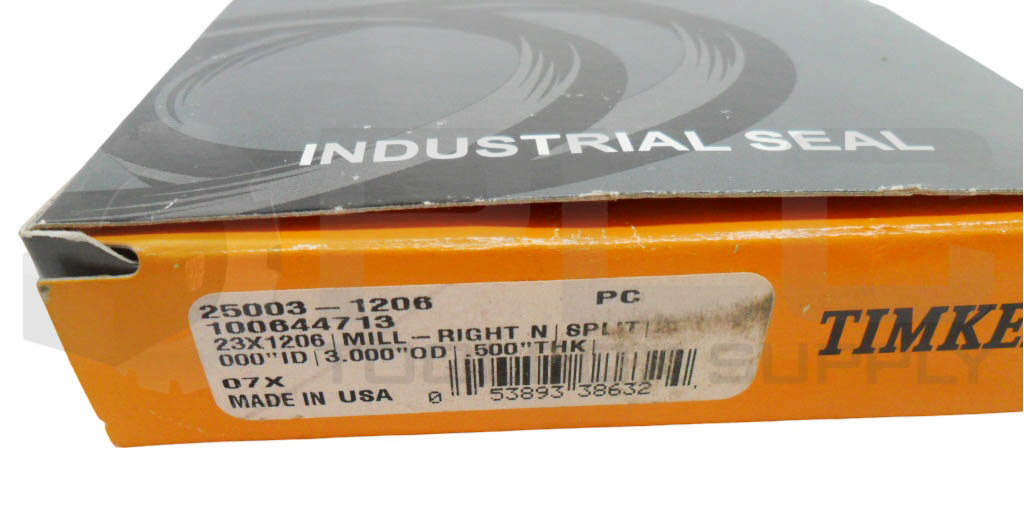 INDUSTRIAL SEAL
25003-1206 PC
100644713
23X1206 | MILL-RIGHT N | SPLIT |
000"ID | 3.000"OD | .500"THK
07X
MADE IN USA
0 53893 38632
TIMKE
SUPPLY